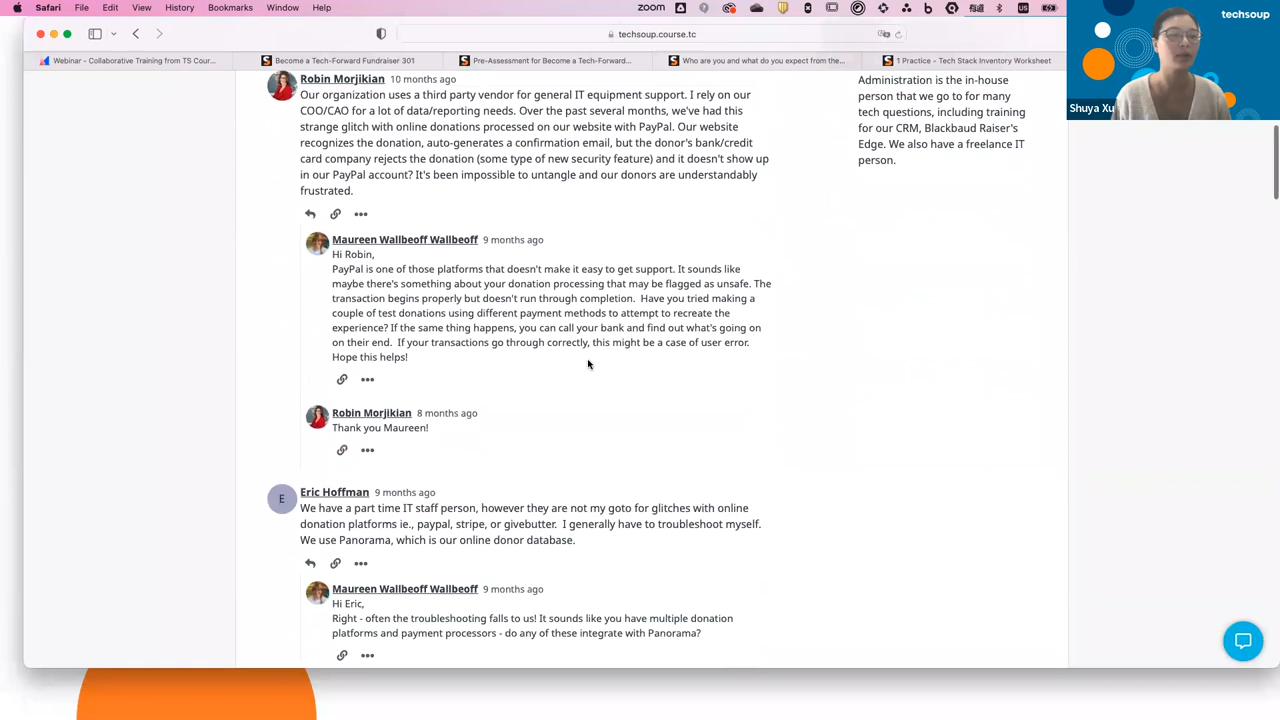 Safari File Edit View History Bookmarks Window Help
zoom
US
techsoup
techsoup.course.tc
Webinar - Collaborative Training from TS Cour...
Become a Tech-Forward Fundraiser 301
Pre-Assessment for Become a Tech-Forward...
Who are you and what do you expect from the...
1 Practice - Tech Stack Inventory Worksheet
Shuya Xu
Robin Morjikian 10 months ago
Our organization uses a third party vendor for general IT equipment support. I rely on our
COO/CAO for a lot of data/reporting needs. Over the past several months, we've had this
strange glitch with online donations processed on our website with PayPal. Our website
recognizes the donation, auto-generates a confirmation email, but the donor's bank/credit
card company rejects the donation (some type of new security feature) and it doesn't show up
in our PayPal account? It's been impossible to untangle and our donors are understandably
frustrated.
Maureen Wallbeoff Wallbeoff 9 months ago
Hi Robin,
PayPal is one of those platforms that doesn't make it easy to get support. It sounds like
maybe there's something about your donation processing that may be flagged as unsafe. The
transaction begins properly but doesn't run through completion. Have you tried making a
couple of test donations using different payment methods to attempt to recreate the
experience? If the same thing happens, you can call your bank and find out what's going on
on their end. If your transactions go through correctly, this might be a case of user error.
Hope this helps!
Robin Morjikian 8 months ago
Thank you Maureen!
E
Eric Hoffman 9 months ago
We have a part time IT staff person, however they are not my goto for glitches with online
donation platforms ie., paypal, stripe, or givebutter. I generally have to troubleshoot myself.
We use Panorama, which is our online donor database.
Maureen Wallbeoff Wallbeoff 9 months ago
Hi Eric,
Right - often the troubleshooting falls to us! It sounds like you have multiple donation
platforms and payment processors - do any of these integrate with Panorama?
Administration is the in-house
person that we go to for many
tech questions, including training
for our CRM, Blackbaud Raiser's
Edge. We also have a freelance IT
person.